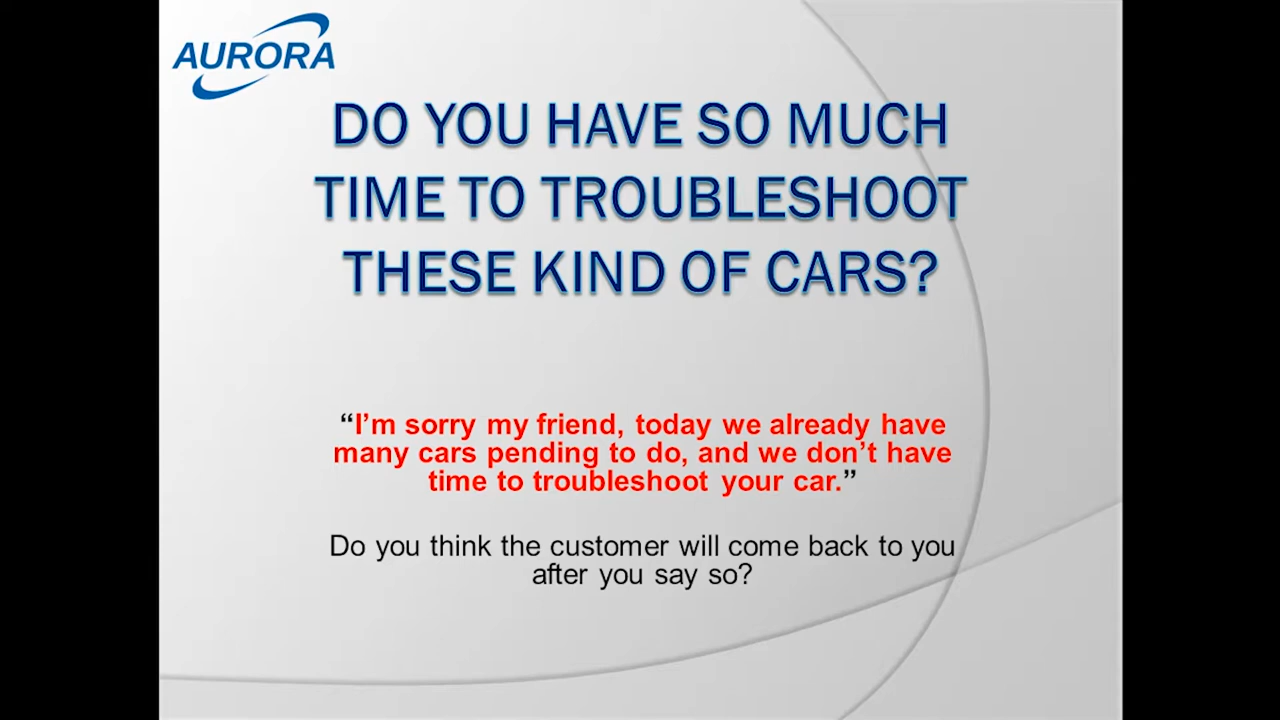 AURORA
DO YOU HAVE SO MUCH
TIME TO TROUBLESHOOT
THESE KIND OF CARS?
“I’m sorry my friend, today we already have
many cars pending to do, and we don’t have
time to troubleshoot your car.”
Do you think the customer will come back to you
after you say so?